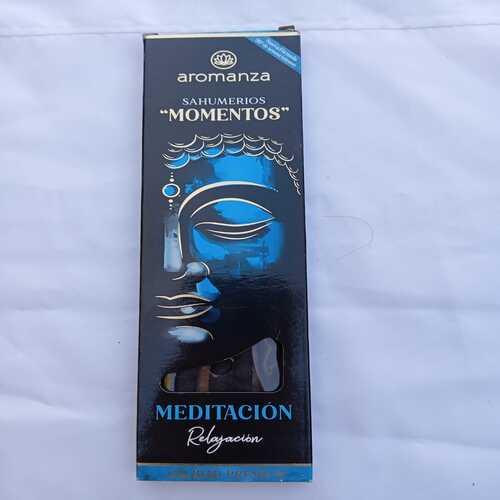 aromanza
SAHUMERIOS
"MOMENTOS"
MEDITACIÓN
Relajación